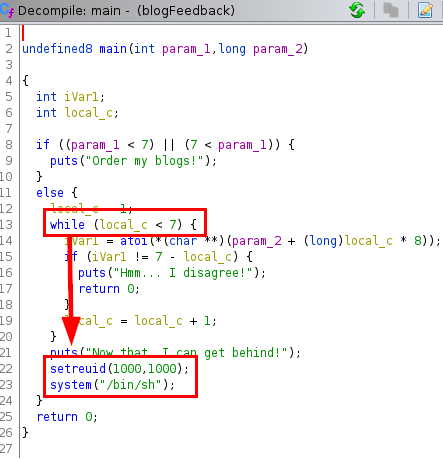 Decompile: main - (blogFeedback)
1
2 undefined8 main(int param_1,long param_2)
3
4 {
5 int iVar1;
6 int local_c;
7
8 if ((param_1 < 7) || (7 < param_1)) {
9 puts("Order my blogs!");
10 }
11 else {
12 local_c = 1;
13 while (local_c < 7) {
14 iVar1 = atoi(*(char **)(param_2 + (long)local_c * 8));
15 if (iVar1 != 7 - local_c) {
16 puts("Hmm... I disagree!");
17 return 0;
18 }
19 local_c = local_c + 1;
20 }
21 puts("Now that, I can get behind!");
22 setreuid(1000,1000);
23 system("/bin/sh");
24 }
25 return 0;
26 }
27